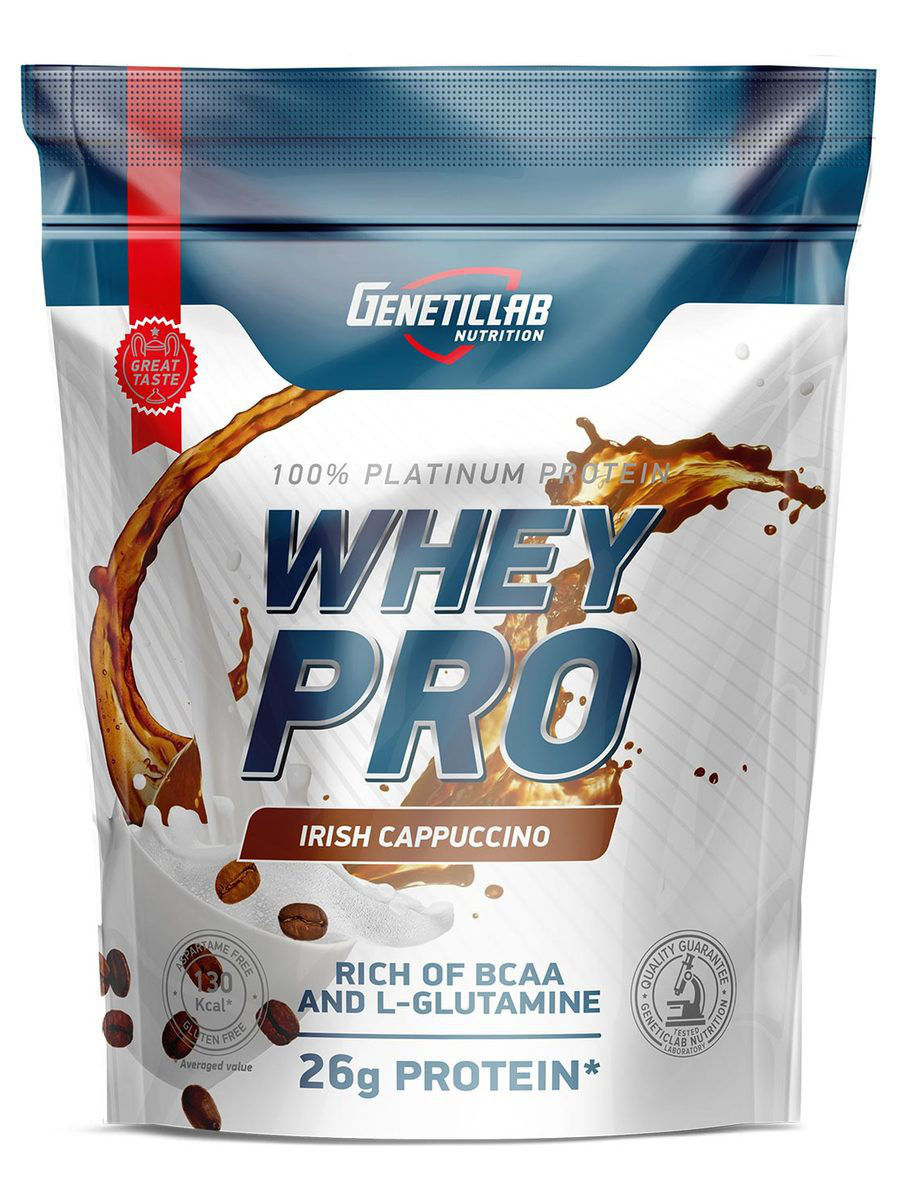 GENETICLAB
NUTRITION
GREAT
TASTE
100% PLATINUM PROTEIN
WHEY
PRO
IRISH CAPPUCCINO
ASPARTAME FREE
130
Kcal*
GLUTEN FREE
* Averaged value
RICH OF BCAA
AND L-GLUTAMINE
26g PROTEIN*
QUALITY GUARANTEE
TESTED
GENETICLAB NUTRITION
LABORATORY